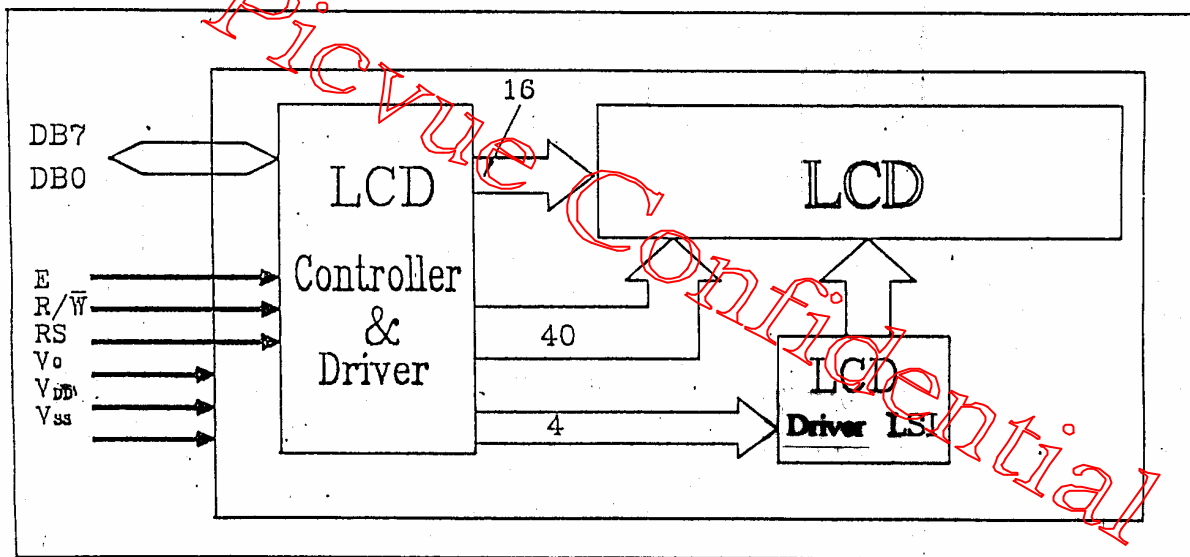 Picvue Confidential
16
DB7
DB0
LCD
Controller
&
Driver
LCD
E
R/W̅
RS
Vo
VDD
Vss
40
4
LCD
Driver LSI